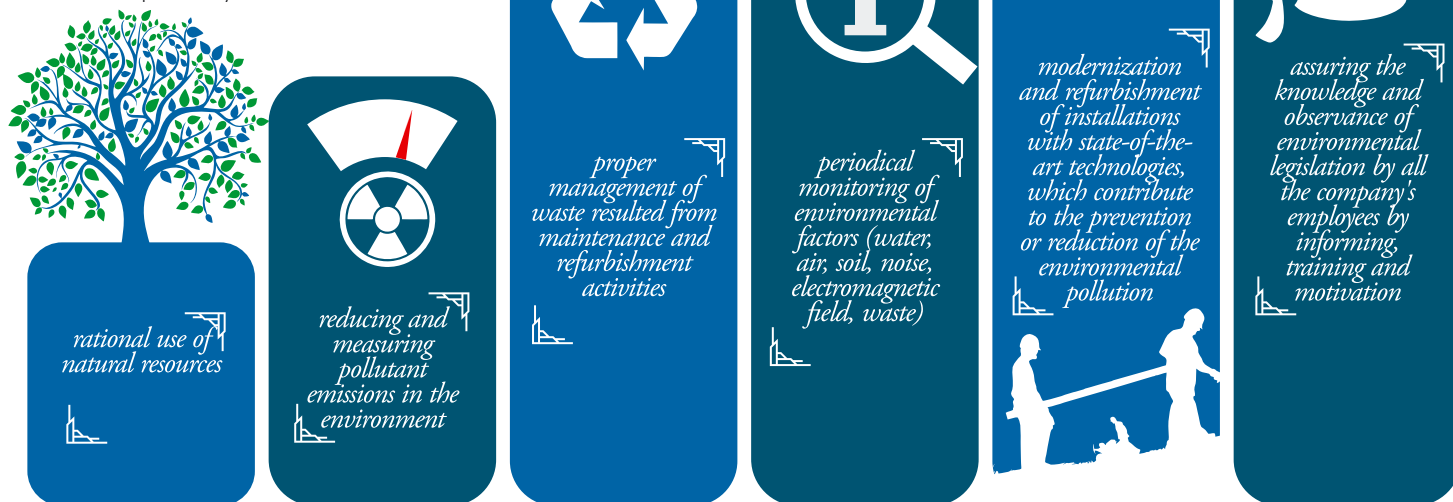 rational use of
natural resources
reducing and
measuring
pollutant
emissions in the
environment
proper
management of
waste resulted from
maintenance and
refurbishment
activities
periodical
monitoring of
environmental
factors (water,
air, soil, noise,
electromagnetic
field, waste)
modernization
and refurbishment
of installations
with state-of-the-
art technologies,
which contribute
to the prevention
or reduction of the
environmental
pollution
assuring the
knowledge and
observance of
environmental
legislation by all
the company's
employees by
informing,
training and
motivation